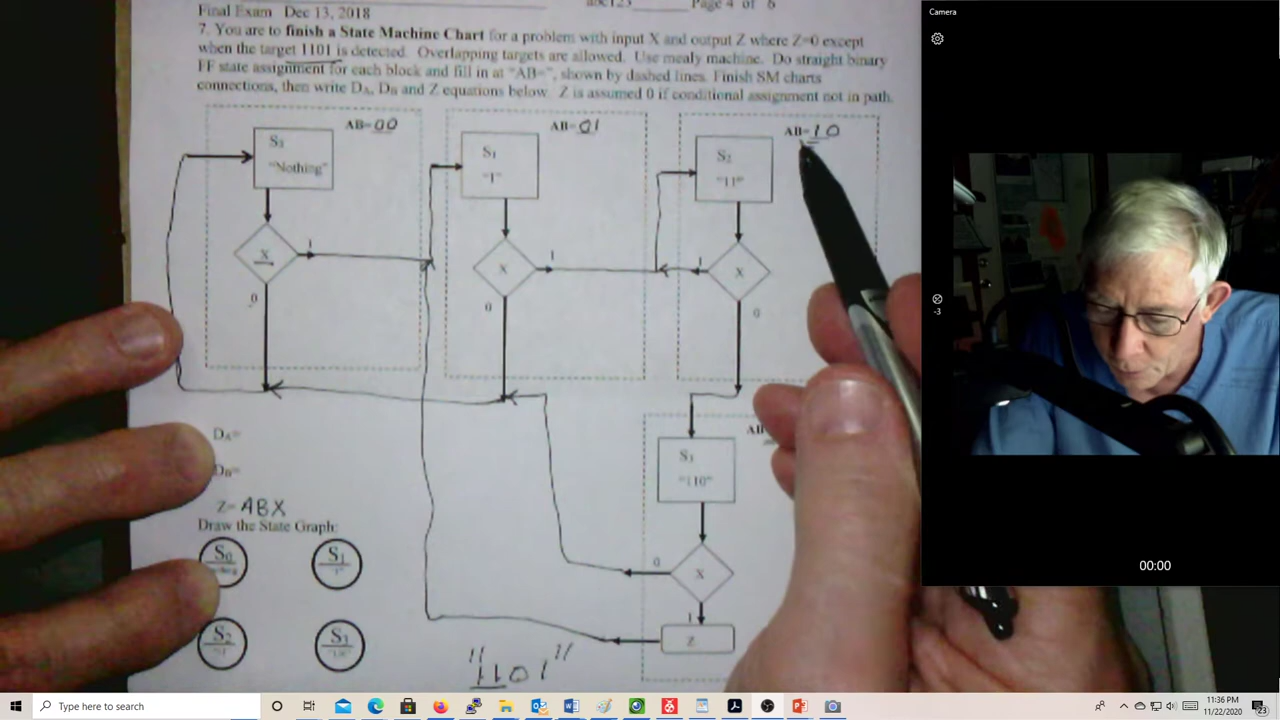 Final Exam Dec 13, 2018
abc123 Page 4 of 6
7. You are to finish a State Machine Chart for a problem with input X and output Z where Z=0 except
when the target 1101 is detected. Overlapping targets are allowed. Use mealy machine. Do straight binary
FF state assignment for each block and fill in at "AB=", shown by dashed lines. Finish SM charts
connections, then write DA, DB and Z equations below. Z is assumed 0 if conditional assignment not in path.
AB=00
AB=01
AB=10
"Nothing"
S1
"1"
S2
"11"
X
1
0
X
1
0
X
1
0
AB
S3
"110"
X
0
1
Z
DA=
DB=
Z=ABX
Draw the State Graph:
S0
S1
S2
S3
"1101"
Camera
-3
00:00
Type here to search
11:36 PM
11/22/2020
23